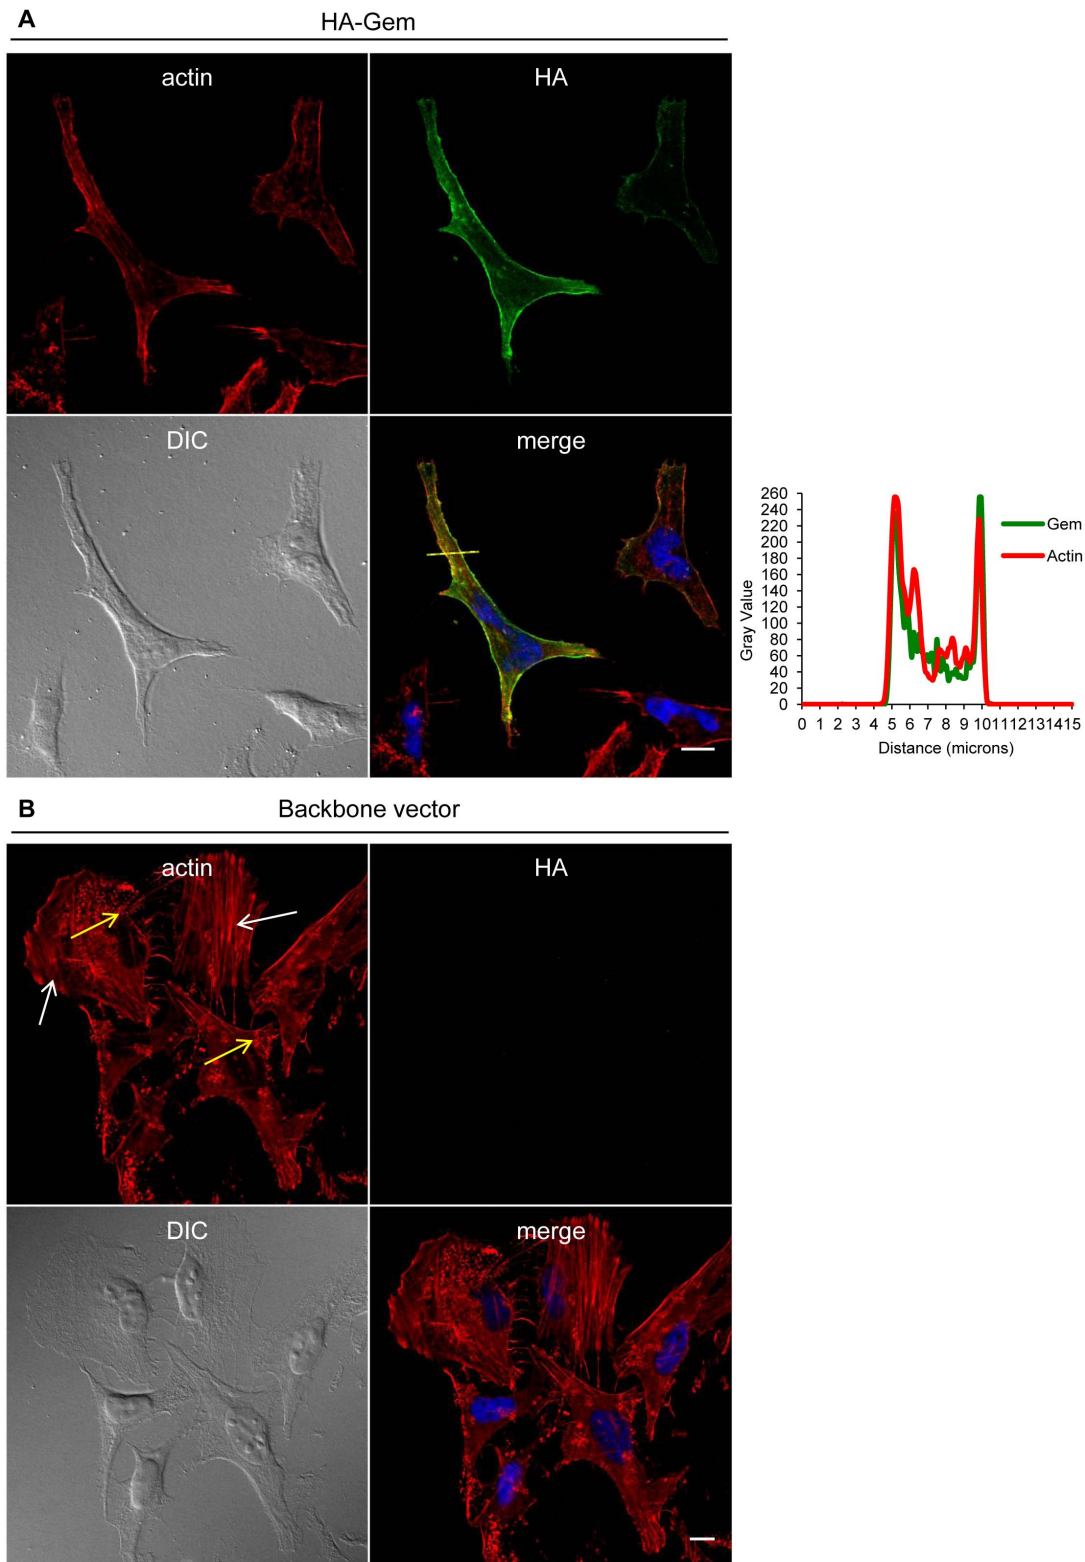 A
HA-Gem
actin
HA
DIC
merge
260
240
220
200
180
160
140
120
100
80
60
40
20
0
Gray Value
0 1 2 3 4 5 6 7 8 9 10 11 12 13 14 15
Distance (microns)
Gem
Actin
B
Backbone vector
actin
HA
DIC
merge